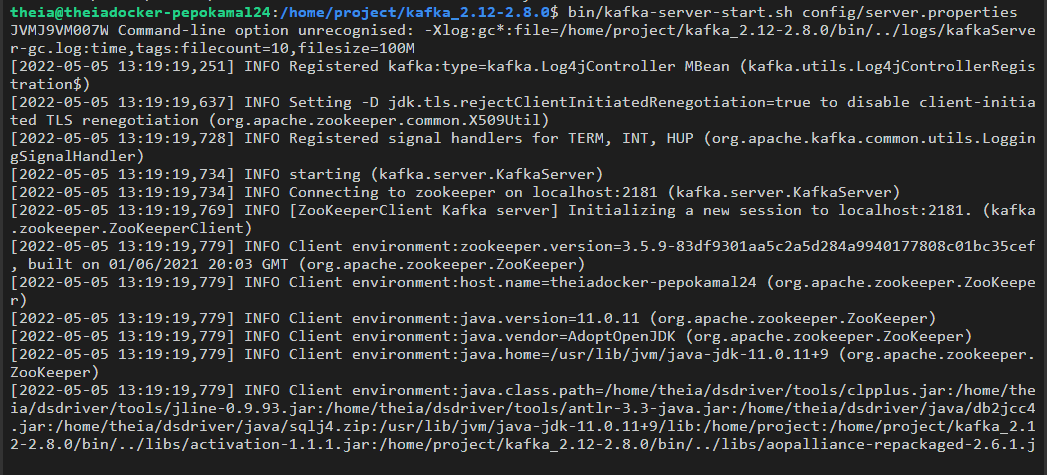 theia@theiadocker-pepokamal24:/home/project/kafka_2.12-2.8.0$ bin/kafka-server-start.sh config/server.properties
JVMJ9VM007W Command-line option unrecognised: -Xlog:gc*:file=/home/project/kafka_2.12-2.8.0/bin/../logs/kafkaServe
r-gc.log:time,tags:filecount=10,filesize=100M
[2022-05-05 13:19:19,251] INFO Registered kafka:type=kafka.Log4jController MBean (kafka.utils.Log4jControllerRegis
tration$)
[2022-05-05 13:19:19,637] INFO Setting -D jdk.tls.rejectClientInitiatedRenegotiation=true to disable client-initia
ted TLS renegotiation (org.apache.zookeeper.common.X509Util)
[2022-05-05 13:19:19,728] INFO Registered signal handlers for TERM, INT, HUP (org.apache.kafka.common.utils.Loggin
gSignalHandler)
[2022-05-05 13:19:19,734] INFO starting (kafka.server.KafkaServer)
[2022-05-05 13:19:19,734] INFO Connecting to zookeeper on localhost:2181 (kafka.server.KafkaServer)
[2022-05-05 13:19:19,769] INFO [ZooKeeperClient Kafka server] Initializing a new session to localhost:2181. (kafka
.zookeeper.ZooKeeperClient)
[2022-05-05 13:19:19,779] INFO Client environment:zookeeper.version=3.5.9-83df9301aa5c2a5d284a9940177808c01bc35cef
, built on 01/06/2021 20:03 GMT (org.apache.zookeeper.ZooKeeper)
[2022-05-05 13:19:19,779] INFO Client environment:host.name=theiadocker-pepokamal24 (org.apache.zookeeper.ZooKeepe
r)
[2022-05-05 13:19:19,779] INFO Client environment:java.version=11.0.11 (org.apache.zookeeper.ZooKeeper)
[2022-05-05 13:19:19,779] INFO Client environment:java.vendor=AdoptOpenJDK (org.apache.zookeeper.ZooKeeper)
[2022-05-05 13:19:19,779] INFO Client environment:java.home=/usr/lib/jvm/java-jdk-11.0.11+9 (org.apache.zookeeper.
ZooKeeper)
[2022-05-05 13:19:19,779] INFO Client environment:java.class.path=/home/theia/dsdriver/tools/clpplus.jar:/home/the
ia/dsdriver/tools/jline-0.9.93.jar:/home/theia/dsdriver/tools/antlr-3.3-java.jar:/home/theia/dsdriver/java/db2jcc4
.jar:/home/theia/dsdriver/java/sqlj4.zip:/usr/lib/jvm/java-jdk-11.0.11+9/lib:/home/project:/home/project/kafka_2.1
2-2.8.0/bin/../libs/activation-1.1.1.jar:/home/project/kafka_2.12-2.8.0/bin/../libs/aopalliance-repackaged-2.6.1.j